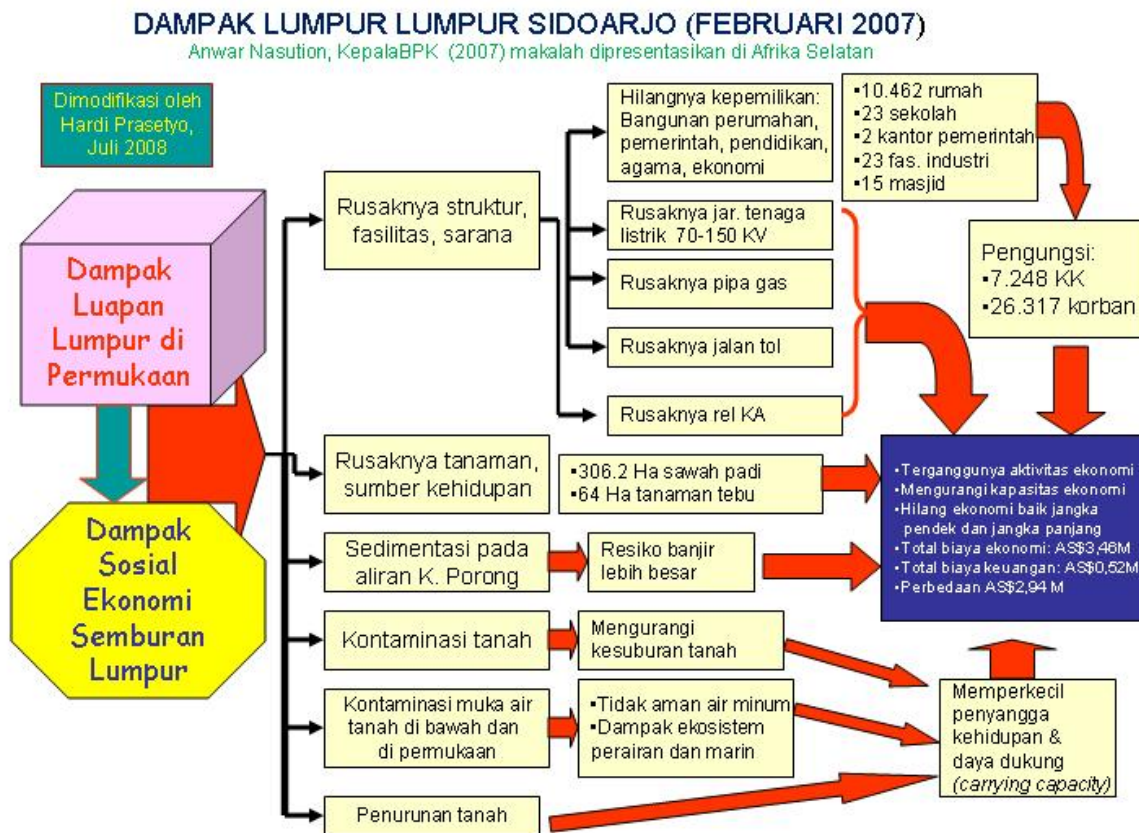 DAMPAK LUMPUR LUMPUR SIDOARJO (FEBRUARI 2007)
Anwar Nasution, KepalaBPK (2007) makalah dipresentasikan di Afrika Selatan
Dimodifikasi oleh
Hardi Prasetyo,
Juli 2008
Dampak
Luapan
Lumpur di
Permukaan
Dampak
Sosial
Ekonomi
Semburan
Lumpur
Rusaknya struktur,
fasilitas, sarana
Hilangnya kepemilikan:
Bangunan perumahan,
pemerintah, pendidikan,
agama, ekonomi
▪10.462 rumah
▪23 sekolah
▪2 kantor pemerintah
▪23 fas. industri
▪15 masjid
Rusaknya jar. tenaga
listrik 70-150 KV
Rusaknya pipa gas
Rusaknya jalan tol
Rusaknya rel KA
Pengungsi:
▪7.248 KK
▪26.317 korban
Rusaknya tanaman,
sumber kehidupan
▪306.2 Ha sawah padi
▪64 Ha tanaman tebu
Sedimentasi pada
aliran K. Porong
Resiko banjir
lebih besar
Kontaminasi tanah
Mengurangi
kesuburan tanah
Kontaminasi muka air
tanah di bawah dan
di permukaan
▪Tidak aman air minum
▪Dampak ekosistem
perairan dan marin
Penurunan tanah
▪Terganggunya aktivitas ekonomi
▪Mengurangi kapasitas ekonomi
▪Hilang ekonomi baik jangka
pendek dan jangka panjang
▪Total biaya ekonomi: AS$3,46M
▪Total biaya keuangan: AS$0,52M
▪Perbedaan AS$2,94 M
Memperkecil
penyangga
kehidupan &
daya dukung
(carrying capacity)